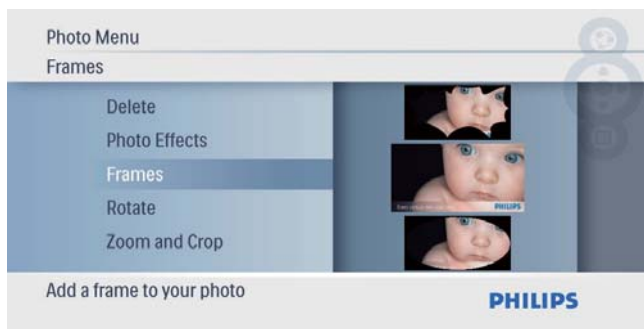 Photo Menu
Frames
Delete
Photo Effects
Frames
Rotate
Zoom and Crop
PHILIPS
Add a frame to your photo
PHILIPS